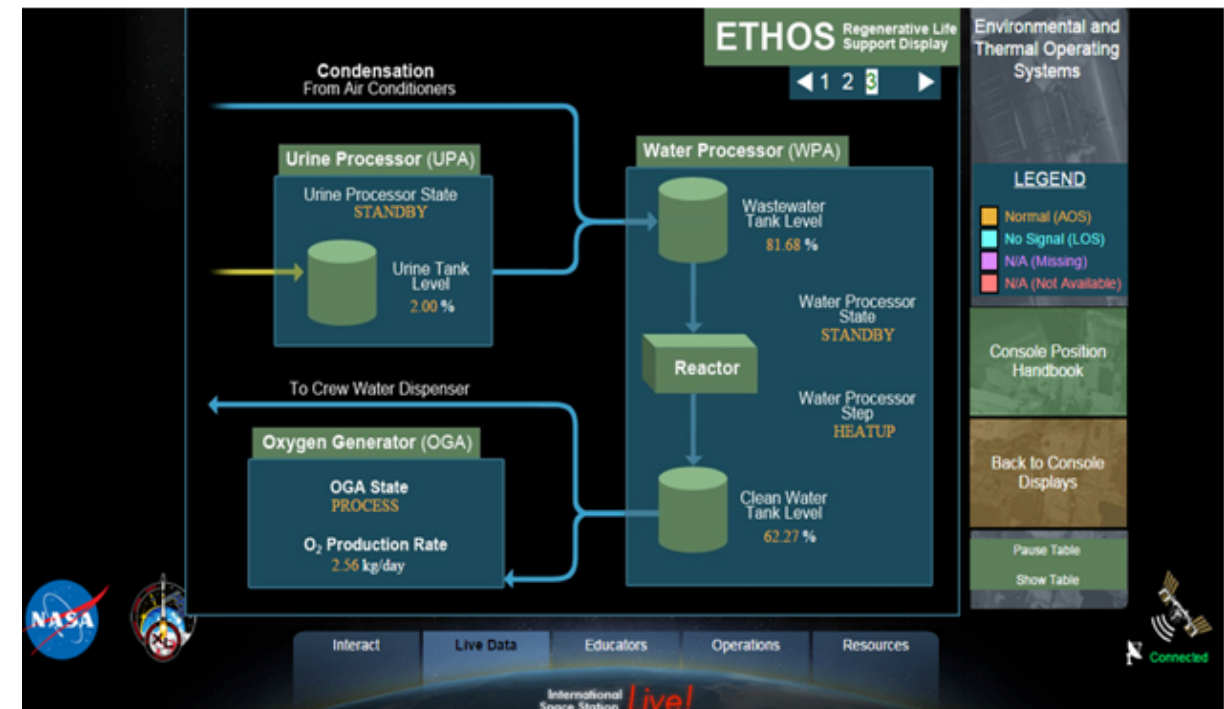 ETHOS Regenerative Life
Support Display
1 2 3
Condensation
From Air Conditioners
Urine Processor (UPA)
Urine Processor State
STANDBY
Urine Tank
Level
2.00 %
Water Processor (WPA)
Wastewater
Tank Level
81.68 %
Water Processor
State
STANDBY
Reactor
Water Processor
Step
HEATUP
Clean Water
Tank Level
62.27 %
To Crew Water Dispenser
Oxygen Generator (OGA)
OGA State
PROCESS
O₂ Production Rate
2.56 kg/day
Environmental and
Thermal Operating
Systems
LEGEND
Normal (AOS)
No Signal (LOS)
N/A (Missing)
N/A (Not Available)
Console Position
Handbook
Back to Console
Displays
Pause Table
Show Table
NASA
Interact
Live Data
Educators
Operations
Resources
Connected
International
Space Station
Live!